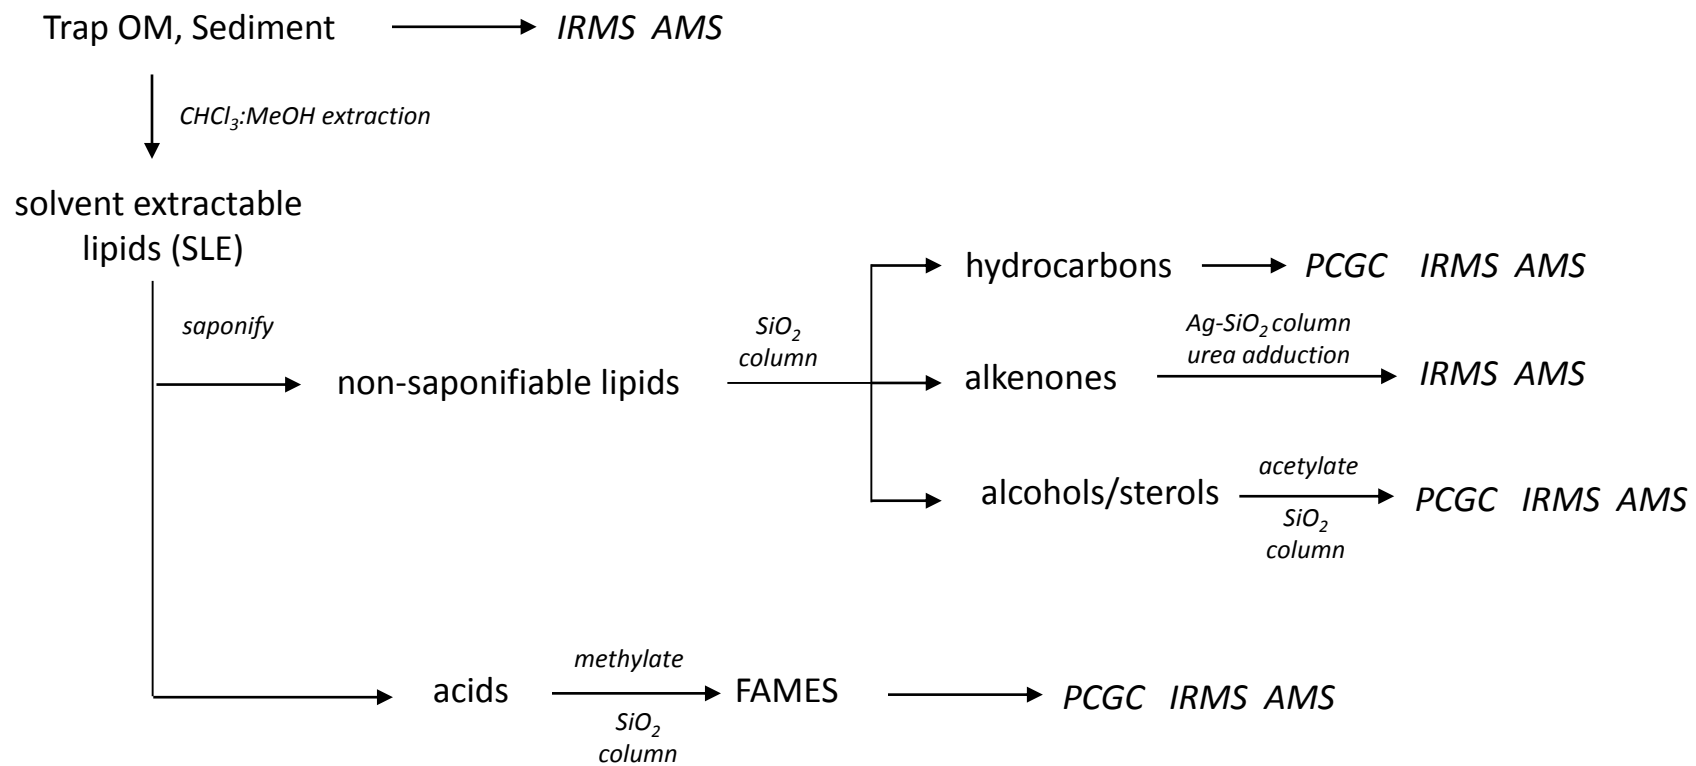 Trap OM, Sediment
IRMS AMS
CHCl₃:MeOH extraction
solvent extractable
lipids (SLE)
saponify
non-saponifiable lipids
SiO₂
column
hydrocarbons
PCGC IRMS AMS
alkenones
Ag-SiO₂ column
urea adduction
IRMS AMS
alcohols/sterols
acetylate
SiO₂
column
PCGC IRMS AMS
acids
methylate
SiO₂
column
FAMES
PCGC IRMS AMS